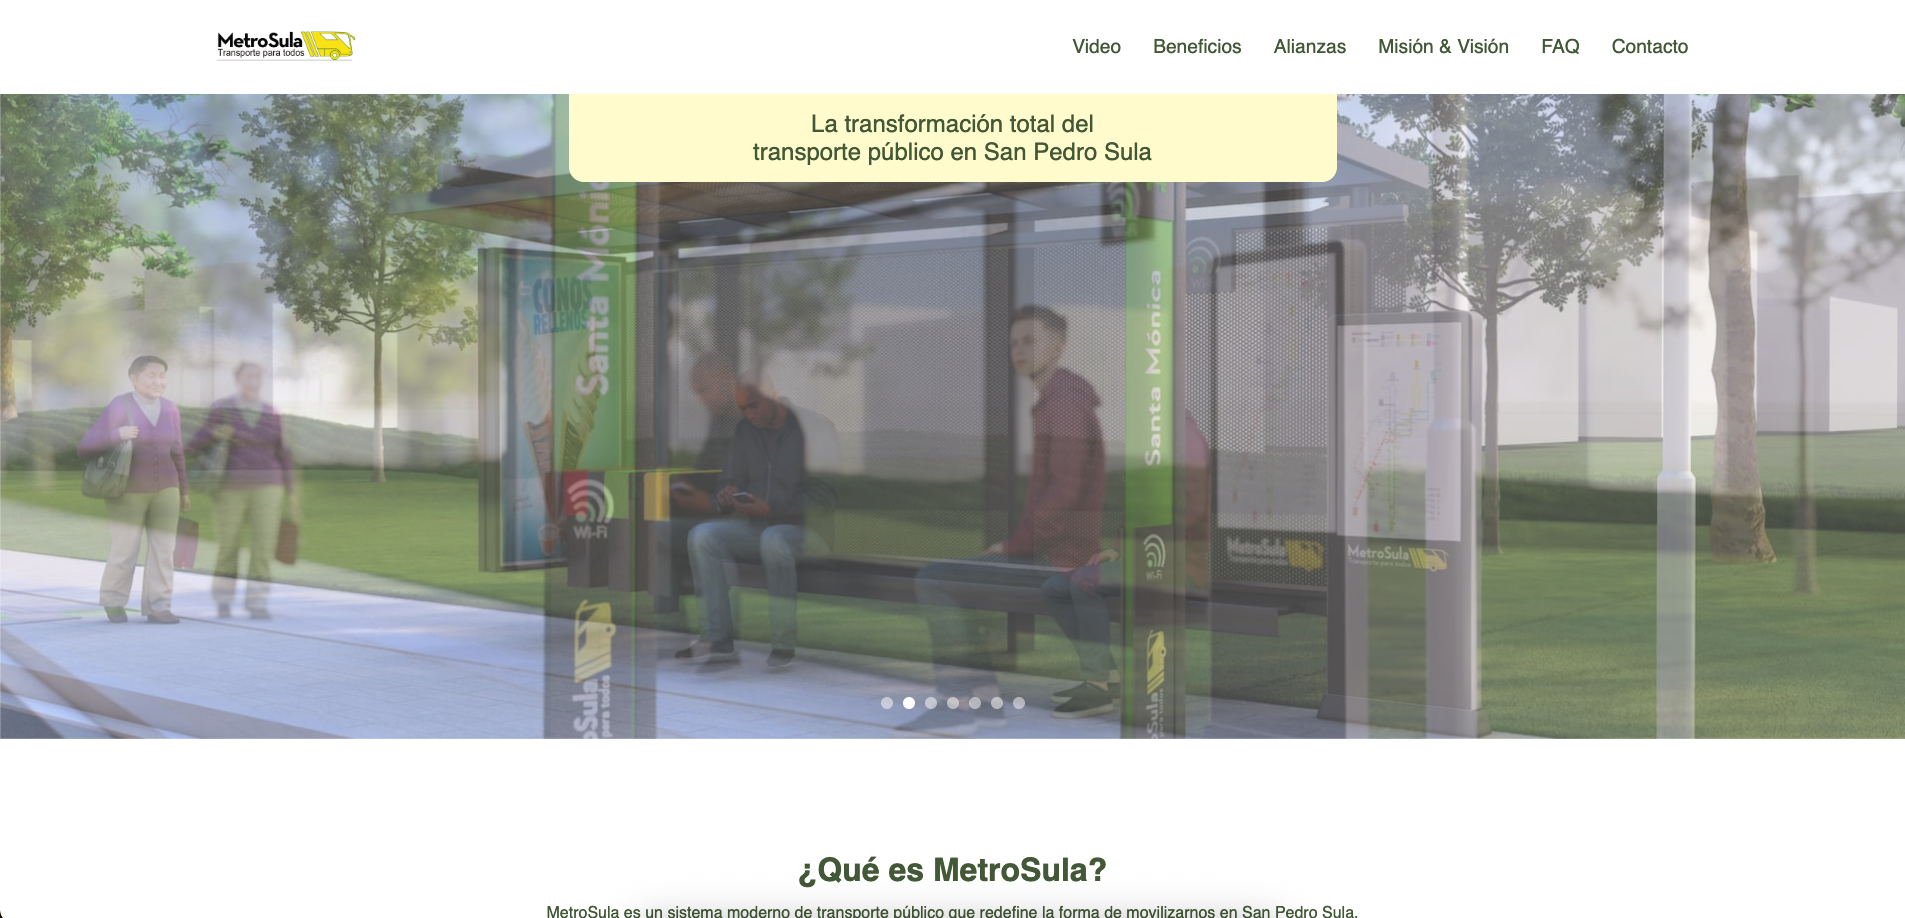 MetroSula
Transporte para todos
Video
Beneficios
Alianzas
Misión & Visión
FAQ
Contacto
La transformación total del
transporte público en San Pedro Sula
CONOS
RELLENOS
Santa Mónica
Santa Mónica
Wi-Fi
Wi-Fi
MetroSula
MetroSula
Transporte para todos
Sula
para todos
Sula
para todos
¿Qué es MetroSula?
MetroSula es un sistema moderno de transporte público que redefine la forma de movilizarnos en San Pedro Sula.